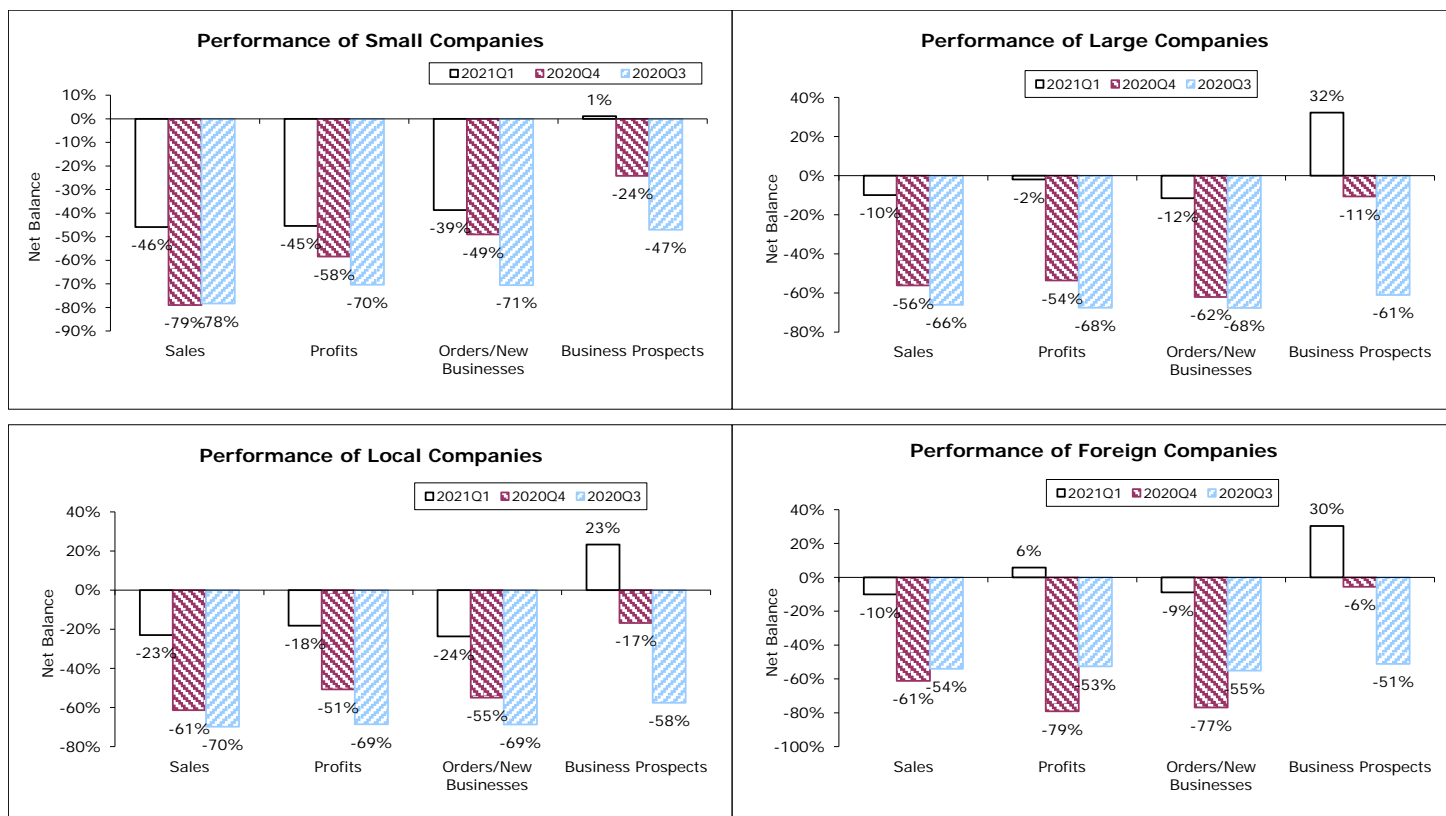 Performance of Small Companies
2021Q1 2020Q4 2020Q3
Net Balance
10%
0%
-10%
-20%
-30%
-40%
-50%
-60%
-70%
-80%
-90%
-46%
-79%
-78%
-45%
-58%
-70%
-39%
-49%
-71%
1%
-24%
-47%
Sales
Profits
Orders/New
Businesses
Business Prospects
Performance of Large Companies
2021Q1 2020Q4 2020Q3
Net Balance
40%
20%
0%
-20%
-40%
-60%
-80%
-10%
-56%
-66%
-2%
-54%
-68%
-12%
-62%
-68%
32%
-11%
-61%
Sales
Profits
Orders/New
Businesses
Business Prospects
Performance of Local Companies
2021Q1 2020Q4 2020Q3
Net Balance
40%
20%
0%
-20%
-40%
-60%
-80%
-23%
-61%
-70%
-18%
-51%
-69%
-24%
-55%
-69%
23%
-17%
-58%
Sales
Profits
Orders/New
Businesses
Business Prospects
Performance of Foreign Companies
2021Q1 2020Q4 2020Q3
Net Balance
40%
20%
0%
-20%
-40%
-60%
-80%
-100%
-10%
-61%
-54%
6%
-79%
-53%
-9%
-77%
-55%
30%
-6%
-51%
Sales
Profits
Orders/New
Businesses
Business Prospects